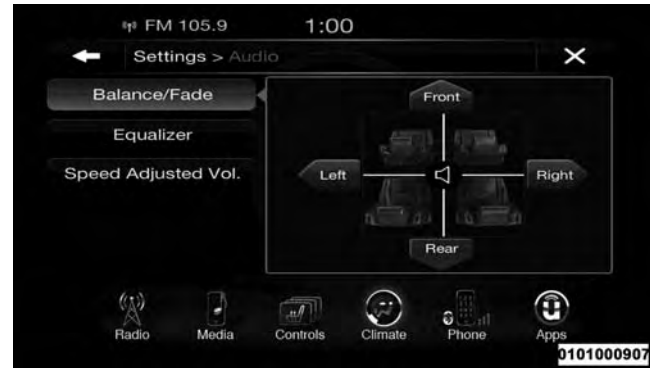 FM 105.9 1:00
Settings > Audio
Balance/Fade
Equalizer
Speed Adjusted Vol.
Front
Left
Right
Rear
Radio Media Controls Climate Phone Apps
0101000907